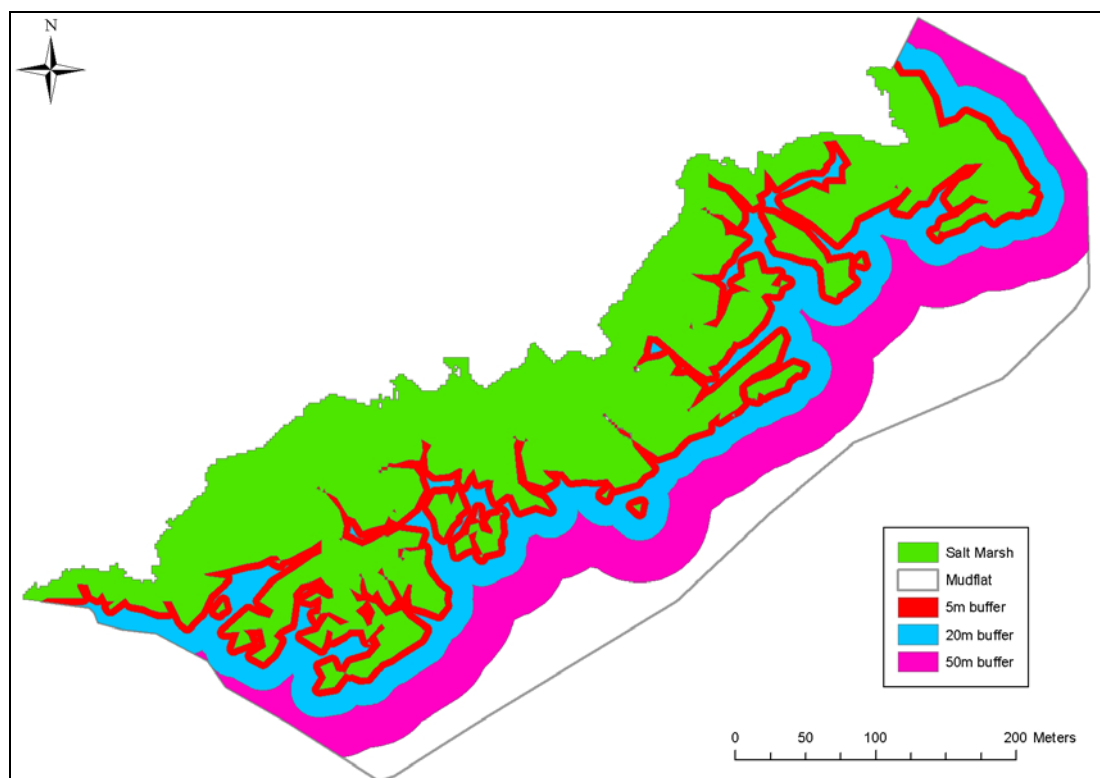 N
Salt Marsh
Mudflat
5m buffer
20m buffer
50m buffer
0 50 100 200 Meters